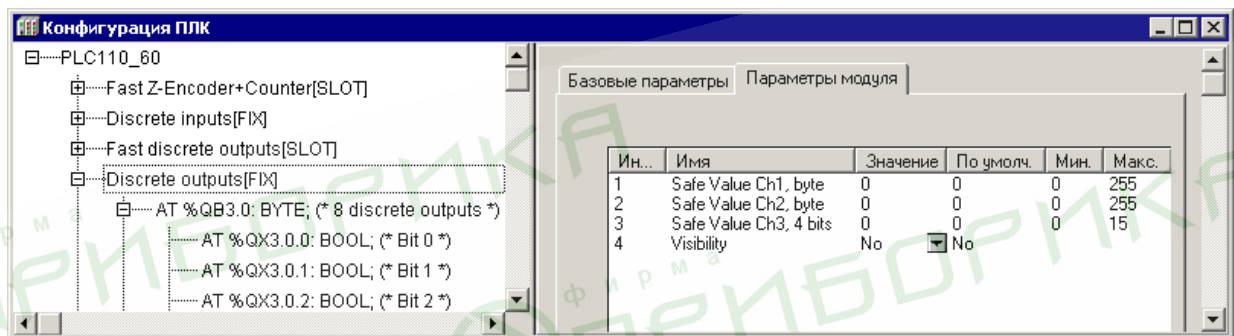 Конфигурация ПЛК
PLC110_60
Fast Z-Encoder+Counter[SLOT]
Discrete inputs[FIX]
Fast discrete outputs[SLOT]
Discrete outputs[FIX]
AT %QB3.0: BYTE; (* 8 discrete outputs *)
AT %QX3.0.0: BOOL; (* Bit 0 *)
AT %QX3.0.1: BOOL; (* Bit 1 *)
AT %QX3.0.2: BOOL; (* Bit 2 *)
Базовые параметры Параметры модуля
Ин... Имя Значение По умолч. Мин. Макс.
1 Safe Value Ch1, byte 0 0 0 255
2 Safe Value Ch2, byte 0 0 0 255
3 Safe Value Ch3, 4 bits 0 0 0 15
4 Visibility No No
фирма
ПРИБОРИКА